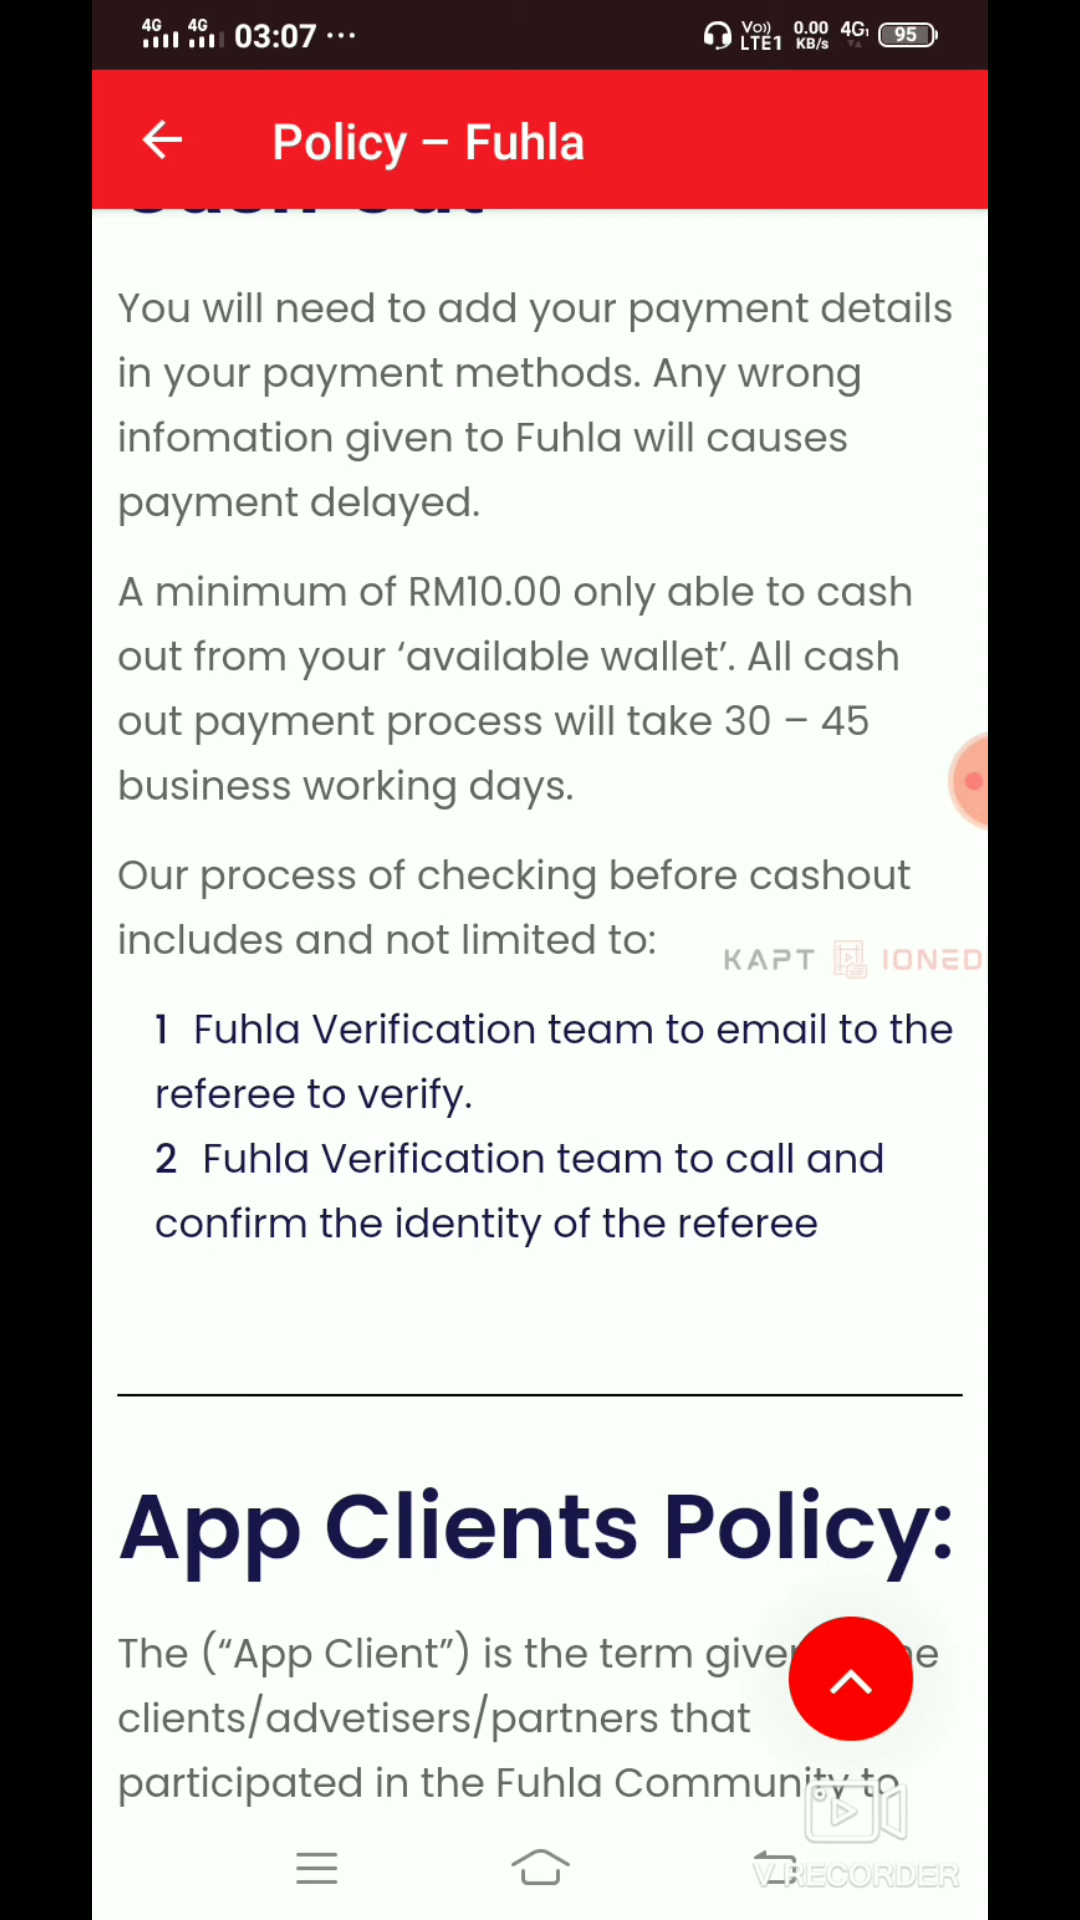 4G 4G 03:07 ... Vo)) LTE1 0.00 KB/s 4G 95
Policy – Fuhla
Cash Out
You will need to add your payment details
in your payment methods. Any wrong
infomation given to Fuhla will causes
payment delayed.
A minimum of RM10.00 only able to cash
out from your ‘available wallet’. All cash
out payment process will take 30 – 45
business working days.
Our process of checking before cashout
includes and not limited to:
KAPT IONED
1 Fuhla Verification team to email to the
referee to verify.
2 Fuhla Verification team to call and
confirm the identity of the referee
App Clients Policy:
The (“App Client”) is the term give
clients/advetisers/partners that
participated in the Fuhla Community to
V RECORDER